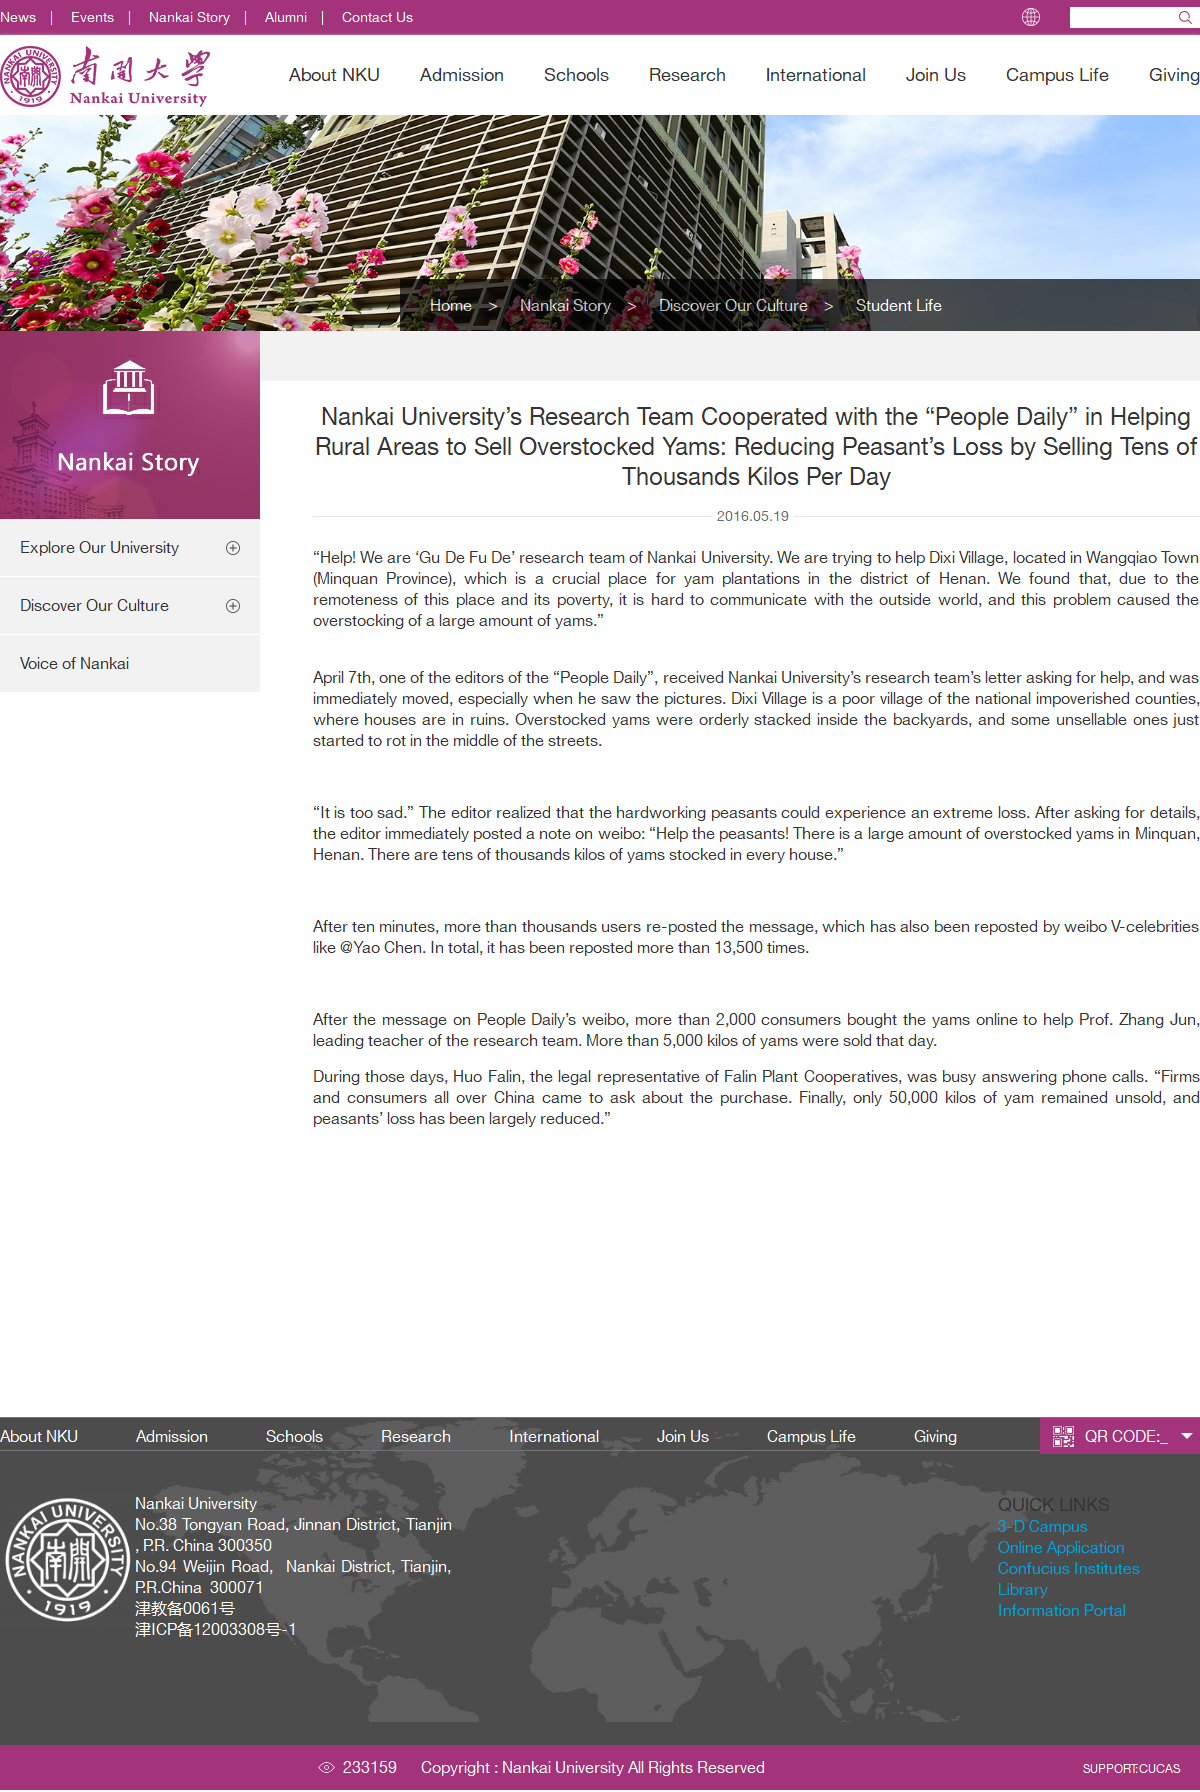 News | Events | Nankai Story | Alumni | Contact Us
NANKAI UNIVERSITY
南開
1919
南開大學
Nankai University
About NKU Admission Schools Research International Join Us Campus Life Giving
Home > Nankai Story > Discover Our Culture > Student Life
Nankai Story
Explore Our University
Discover Our Culture
Voice of Nankai
Nankai University’s Research Team Cooperated with the “People Daily” in Helping
Rural Areas to Sell Overstocked Yams: Reducing Peasant’s Loss by Selling Tens of
Thousands Kilos Per Day
2016.05.19
“Help! We are ‘Gu De Fu De’ research team of Nankai University. We are trying to help Dixi Village, located in Wangqiao Town
(Minquan Province), which is a crucial place for yam plantations in the district of Henan. We found that, due to the
remoteness of this place and its poverty, it is hard to communicate with the outside world, and this problem caused the
overstocking of a large amount of yams.”
April 7th, one of the editors of the “People Daily”, received Nankai University’s research team’s letter asking for help, and was
immediately moved, especially when he saw the pictures. Dixi Village is a poor village of the national impoverished counties,
where houses are in ruins. Overstocked yams were orderly stacked inside the backyards, and some unsellable ones just
started to rot in the middle of the streets.
“It is too sad.” The editor realized that the hardworking peasants could experience an extreme loss. After asking for details,
the editor immediately posted a note on weibo: “Help the peasants! There is a large amount of overstocked yams in Minquan,
Henan. There are tens of thousands kilos of yams stocked in every house.”
After ten minutes, more than thousands users re-posted the message, which has also been reposted by weibo V-celebrities
like @Yao Chen. In total, it has been reposted more than 13,500 times.
After the message on People Daily’s weibo, more than 2,000 consumers bought the yams online to help Prof. Zhang Jun,
leading teacher of the research team. More than 5,000 kilos of yams were sold that day.
During those days, Huo Falin, the legal representative of Falin Plant Cooperatives, was busy answering phone calls. “Firms
and consumers all over China came to ask about the purchase. Finally, only 50,000 kilos of yam remained unsold, and
peasants’ loss has been largely reduced.”
About NKU Admission Schools Research International Join Us Campus Life Giving QR CODE:_
NANKAI UNIVERSITY
南開
1919
Nankai University
No.38 Tongyan Road, Jinnan District, Tianjin
, P.R. China 300350
No.94 Weijin Road, Nankai District, Tianjin,
P.R.China 300071
津教备0061号
津ICP备12003308号-1
QUICK LINKS
3-D Campus
Online Application
Confucius Institutes
Library
Information Portal
233159 Copyright : Nankai University All Rights Reserved
SUPPORT:CUCAS